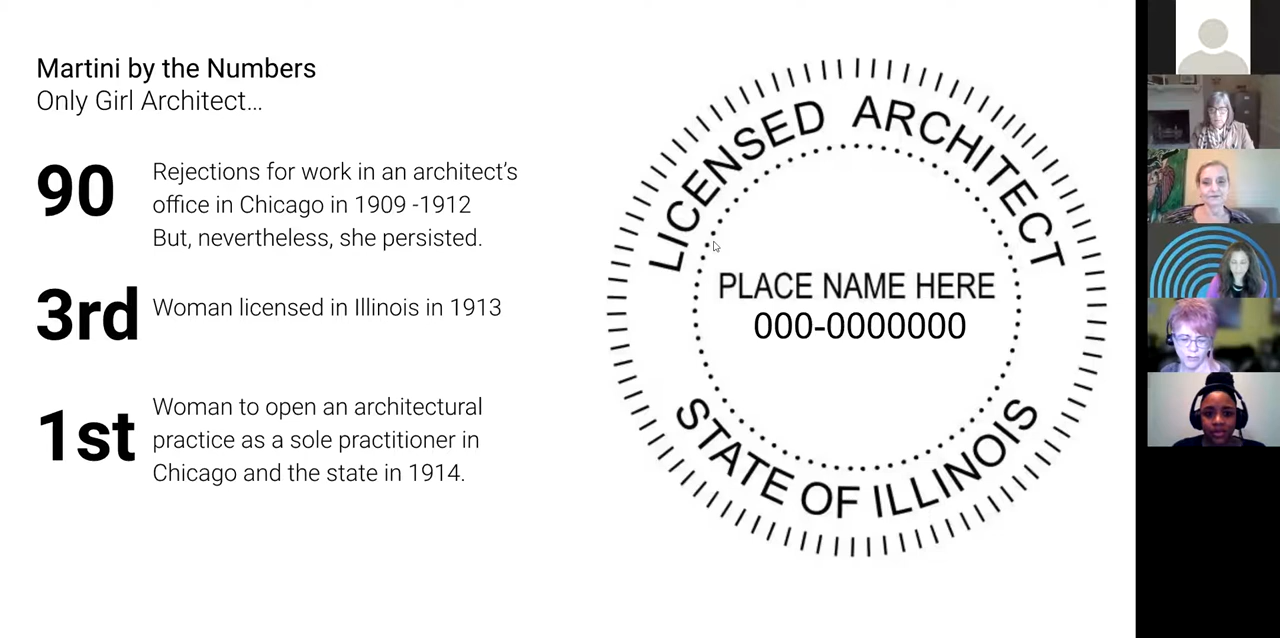 Martini by the Numbers
Only Girl Architect...
90
Rejections for work in an architect's
office in Chicago in 1909 -1912
But, nevertheless, she persisted.
3rd
Woman licensed in Illinois in 1913
1st
Woman to open an architectural
practice as a sole practitioner in
Chicago and the state in 1914.
LICENSED ARCHITECT
PLACE NAME HERE
000-0000000
STATE OF ILLINOIS